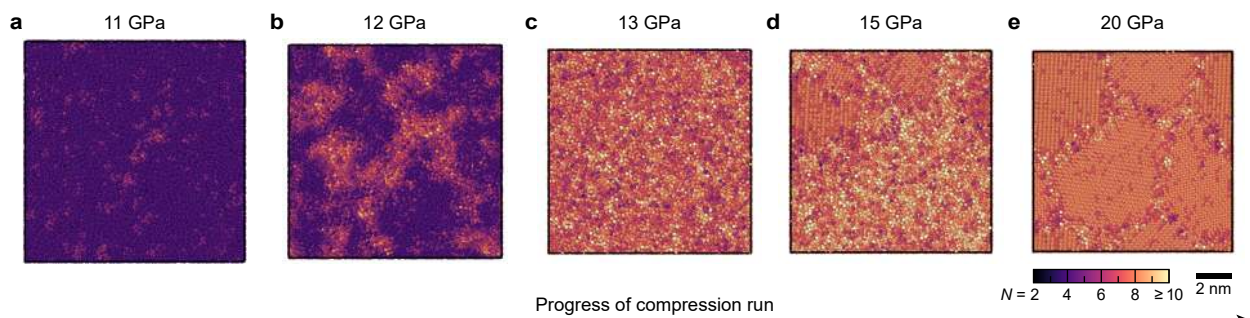 a 11 GPa b 12 GPa c 13 GPa d 15 GPa e 20 GPa
N = 2 4 6 8 ≥ 10 2 nm
Progress of compression run